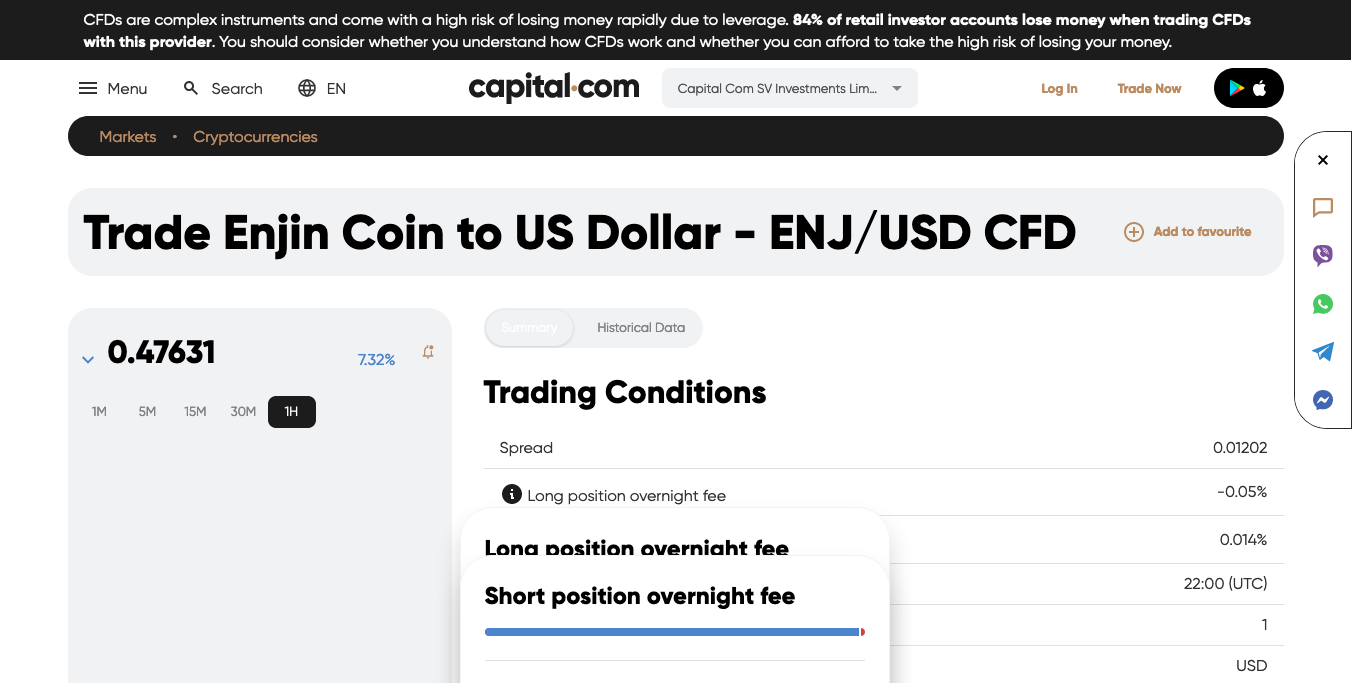 CFDs are complex instruments and come with a high risk of losing money rapidly due to leverage. 84% of retail investor accounts lose money when trading CFDs
with this provider. You should consider whether you understand how CFDs work and whether you can afford to take the high risk of losing your money.
Menu Search EN capital.com Capital Com SV Investments Lim... Log In Trade Now
Markets • Cryptocurrencies
Trade Enjin Coin to US Dollar - ENJ/USD CFD Add to favourite
0.47631 7.32%
1M 5M 15M 30M 1H
Summary Historical Data
Trading Conditions
Spread 0.01202
Long position overnight fee -0.05%
Long position overnight fee 0.014%
Short position overnight fee 22:00 (UTC)
1
USD